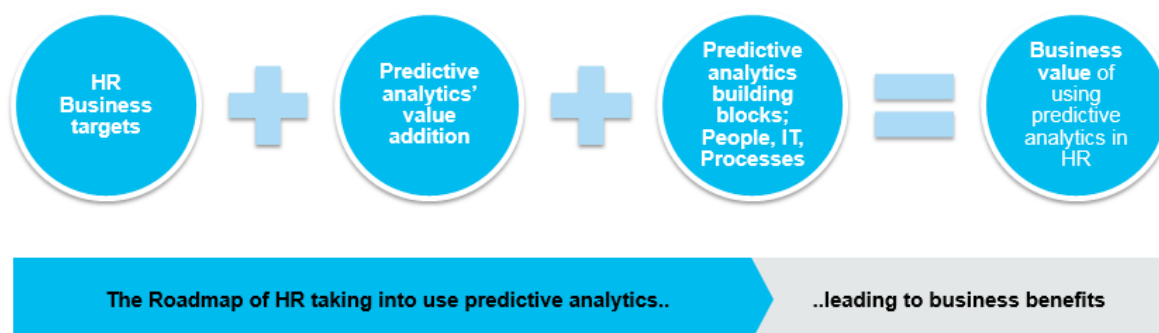 HR
Business
targets
Predictive
analytics’
value
addition
Predictive
analytics
building
blocks;
People, IT,
Processes
Business
value of
using
predictive
analytics in
HR
The Roadmap of HR taking into use predictive analytics..
..leading to business benefits